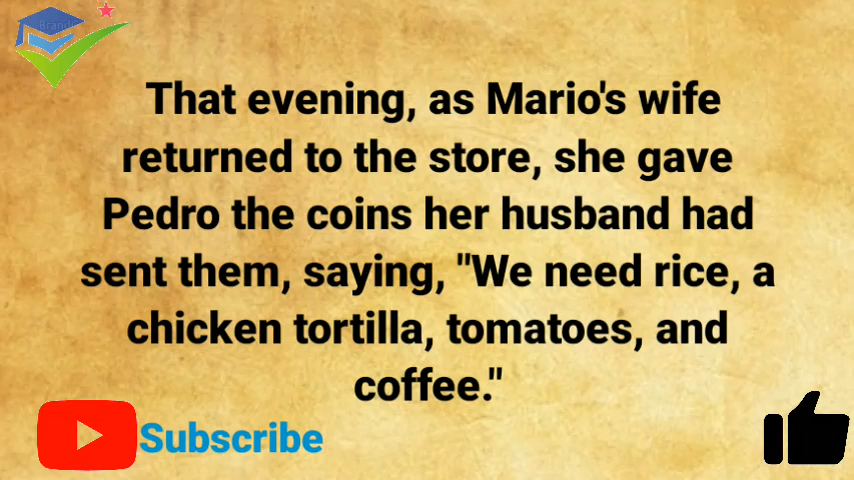 Brand
That evening, as Mario's wife
returned to the store, she gave
Pedro the coins her husband had
sent them, saying, "We need rice, a
chicken tortilla, tomatoes, and
coffee."
Subscribe